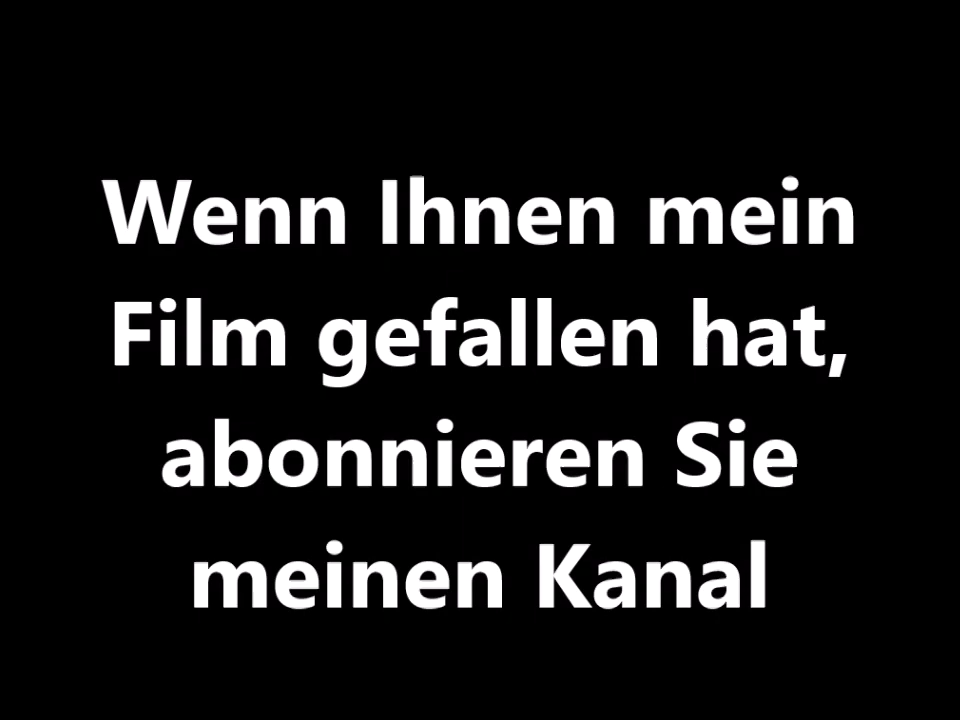 Wenn Ihnen mein
Film gefallen hat,
abonnieren Sie
meinen Kanal